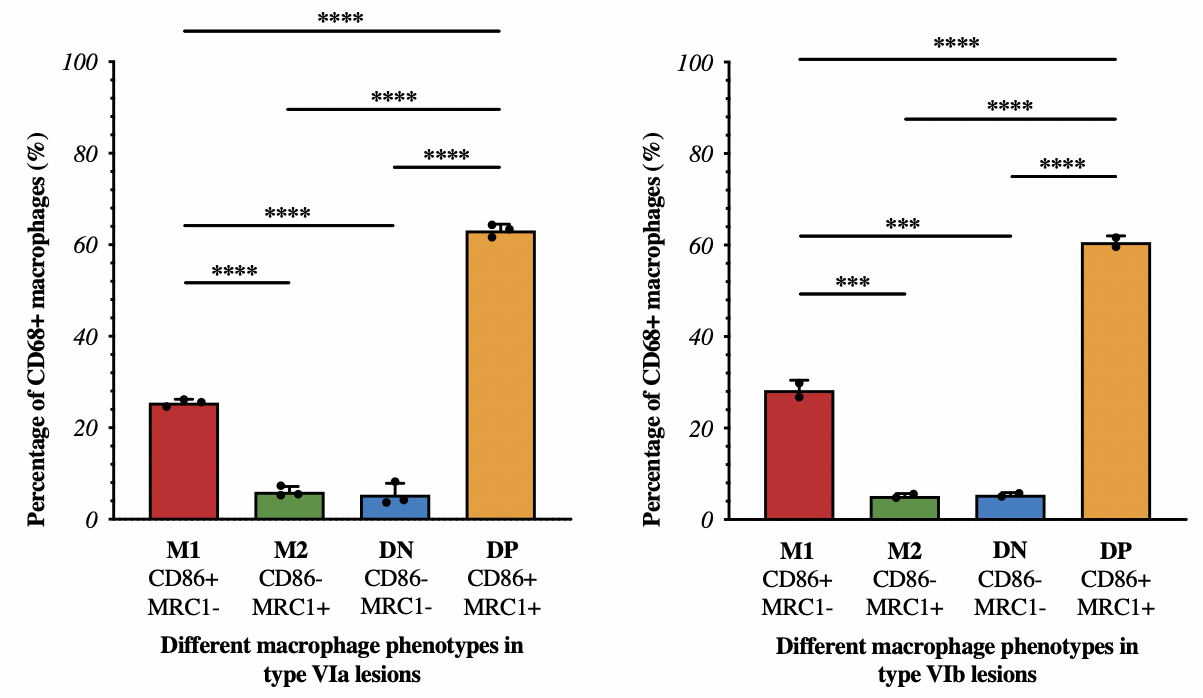 ****
****
****
****
****
100
80
60
40
20
0
Percentage of CD68+ macrophages (%)
M1 M2 DN DP
CD86+ CD86- CD86- CD86+
MRC1- MRC1+ MRC1- MRC1+
Different macrophage phenotypes in
type VIa lesions
****
****
****
***
***
100
80
60
40
20
0
Percentage of CD68+ macrophages (%)
M1 M2 DN DP
CD86+ CD86- CD86- CD86+
MRC1- MRC1+ MRC1- MRC1+
Different macrophage phenotypes in
type VIb lesions